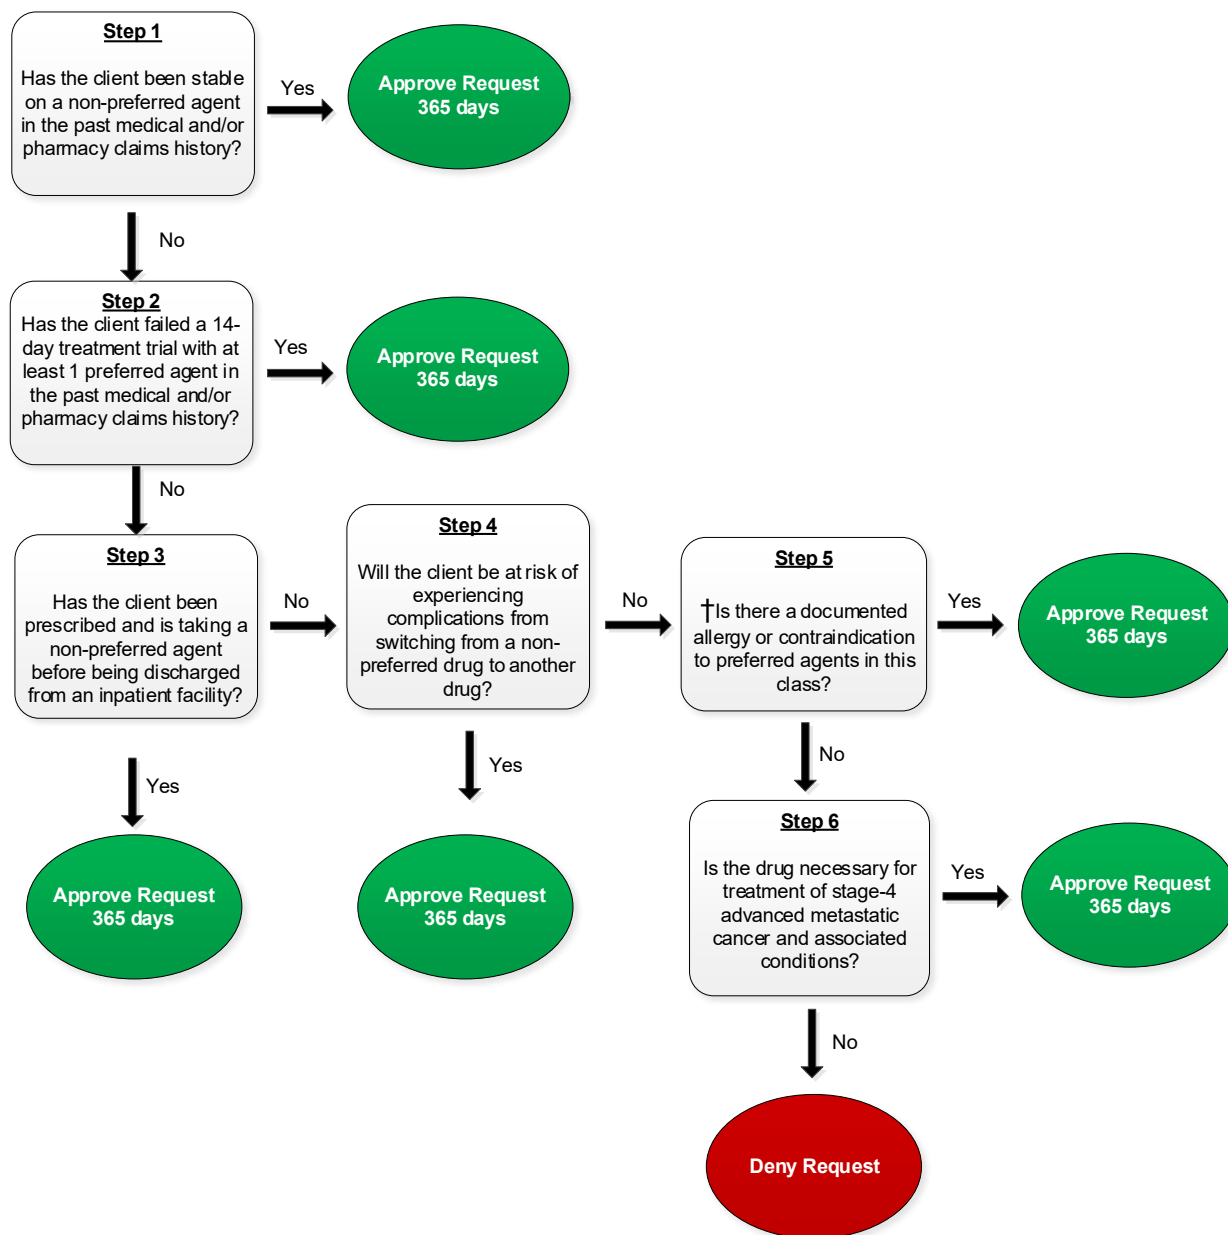 Step 1
Has the client been stable
on a non-preferred agent
in the past medical and/or
pharmacy claims history?
Yes
Approve Request
365 days
No
Step 2
Has the client failed a 14-
day treatment trial with at
least 1 preferred agent in
the past medical and/or
pharmacy claims history?
Yes
Approve Request
365 days
No
Step 3
Has the client been
prescribed and is taking a
non-preferred agent
before being discharged
from an inpatient facility?
No
Step 4
Will the client be at risk of
experiencing
complications from
switching from a non-
preferred drug to another
drug?
No
Step 5
†Is there a documented
allergy or contraindication
to preferred agents in this
class?
Yes
Approve Request
365 days
Yes
Approve Request
365 days
Yes
Approve Request
365 days
No
Step 6
Is the drug necessary for
treatment of stage-4
advanced metastatic
cancer and associated
conditions?
Yes
Approve Request
365 days
No
Deny Request